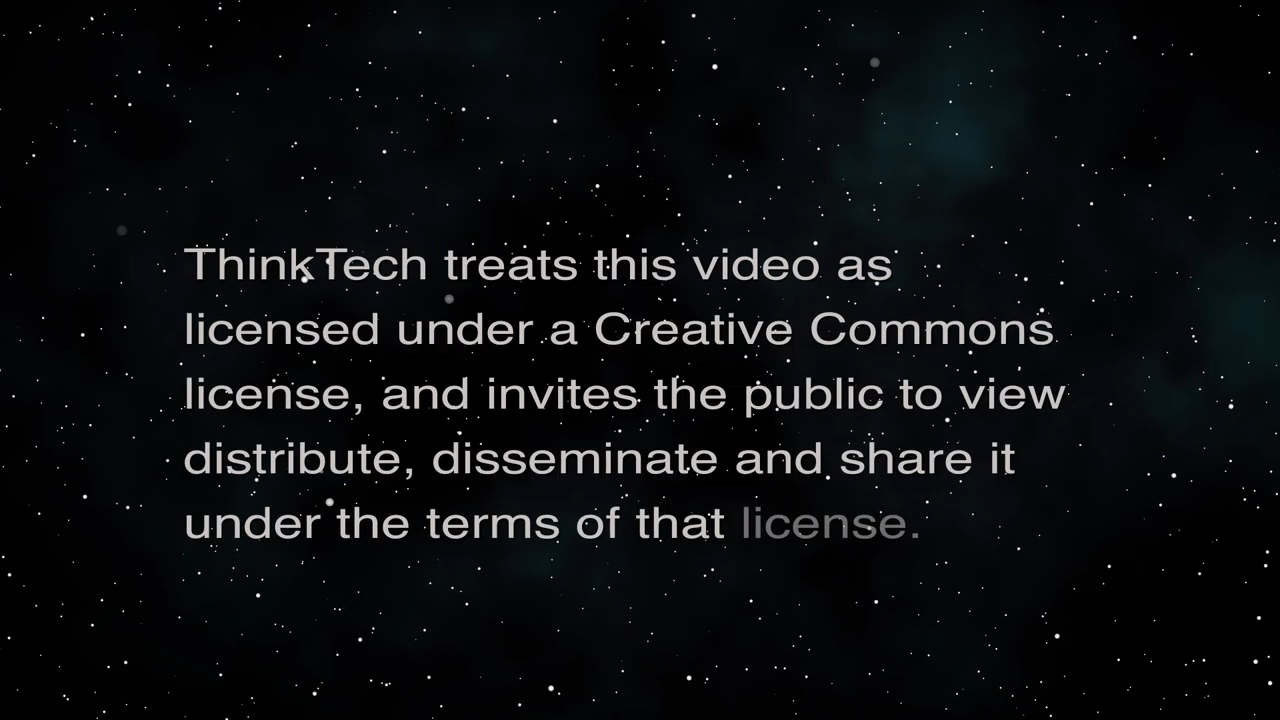 ThinkTech treats this video as
licensed under a Creative Commons
license, and invites the public to view
distribute, disseminate and share it
under the terms of that license.